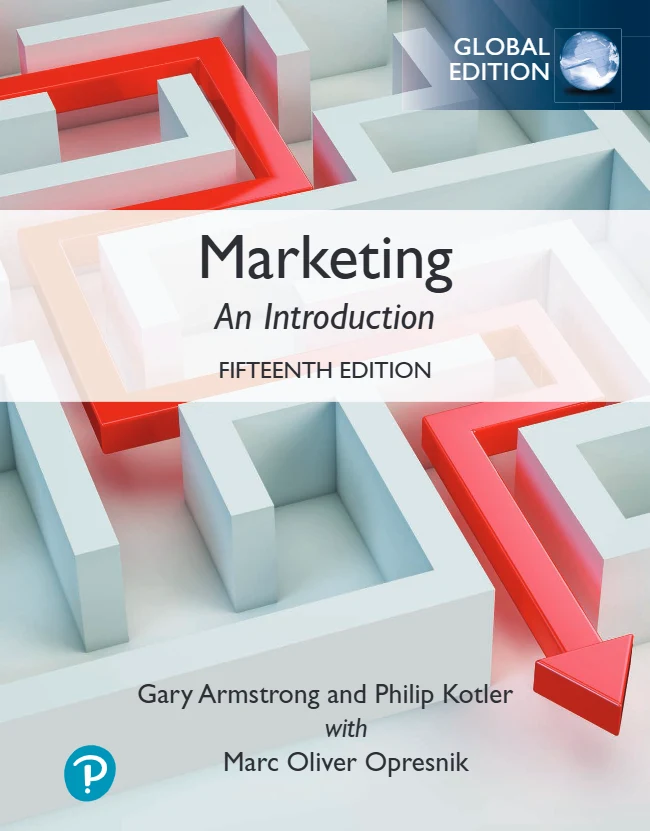 GLOBAL
EDITION
Marketing
An Introduction
FIFTEENTH EDITION
Gary Armstrong and Philip Kotler
with
Marc Oliver Opresnik
P